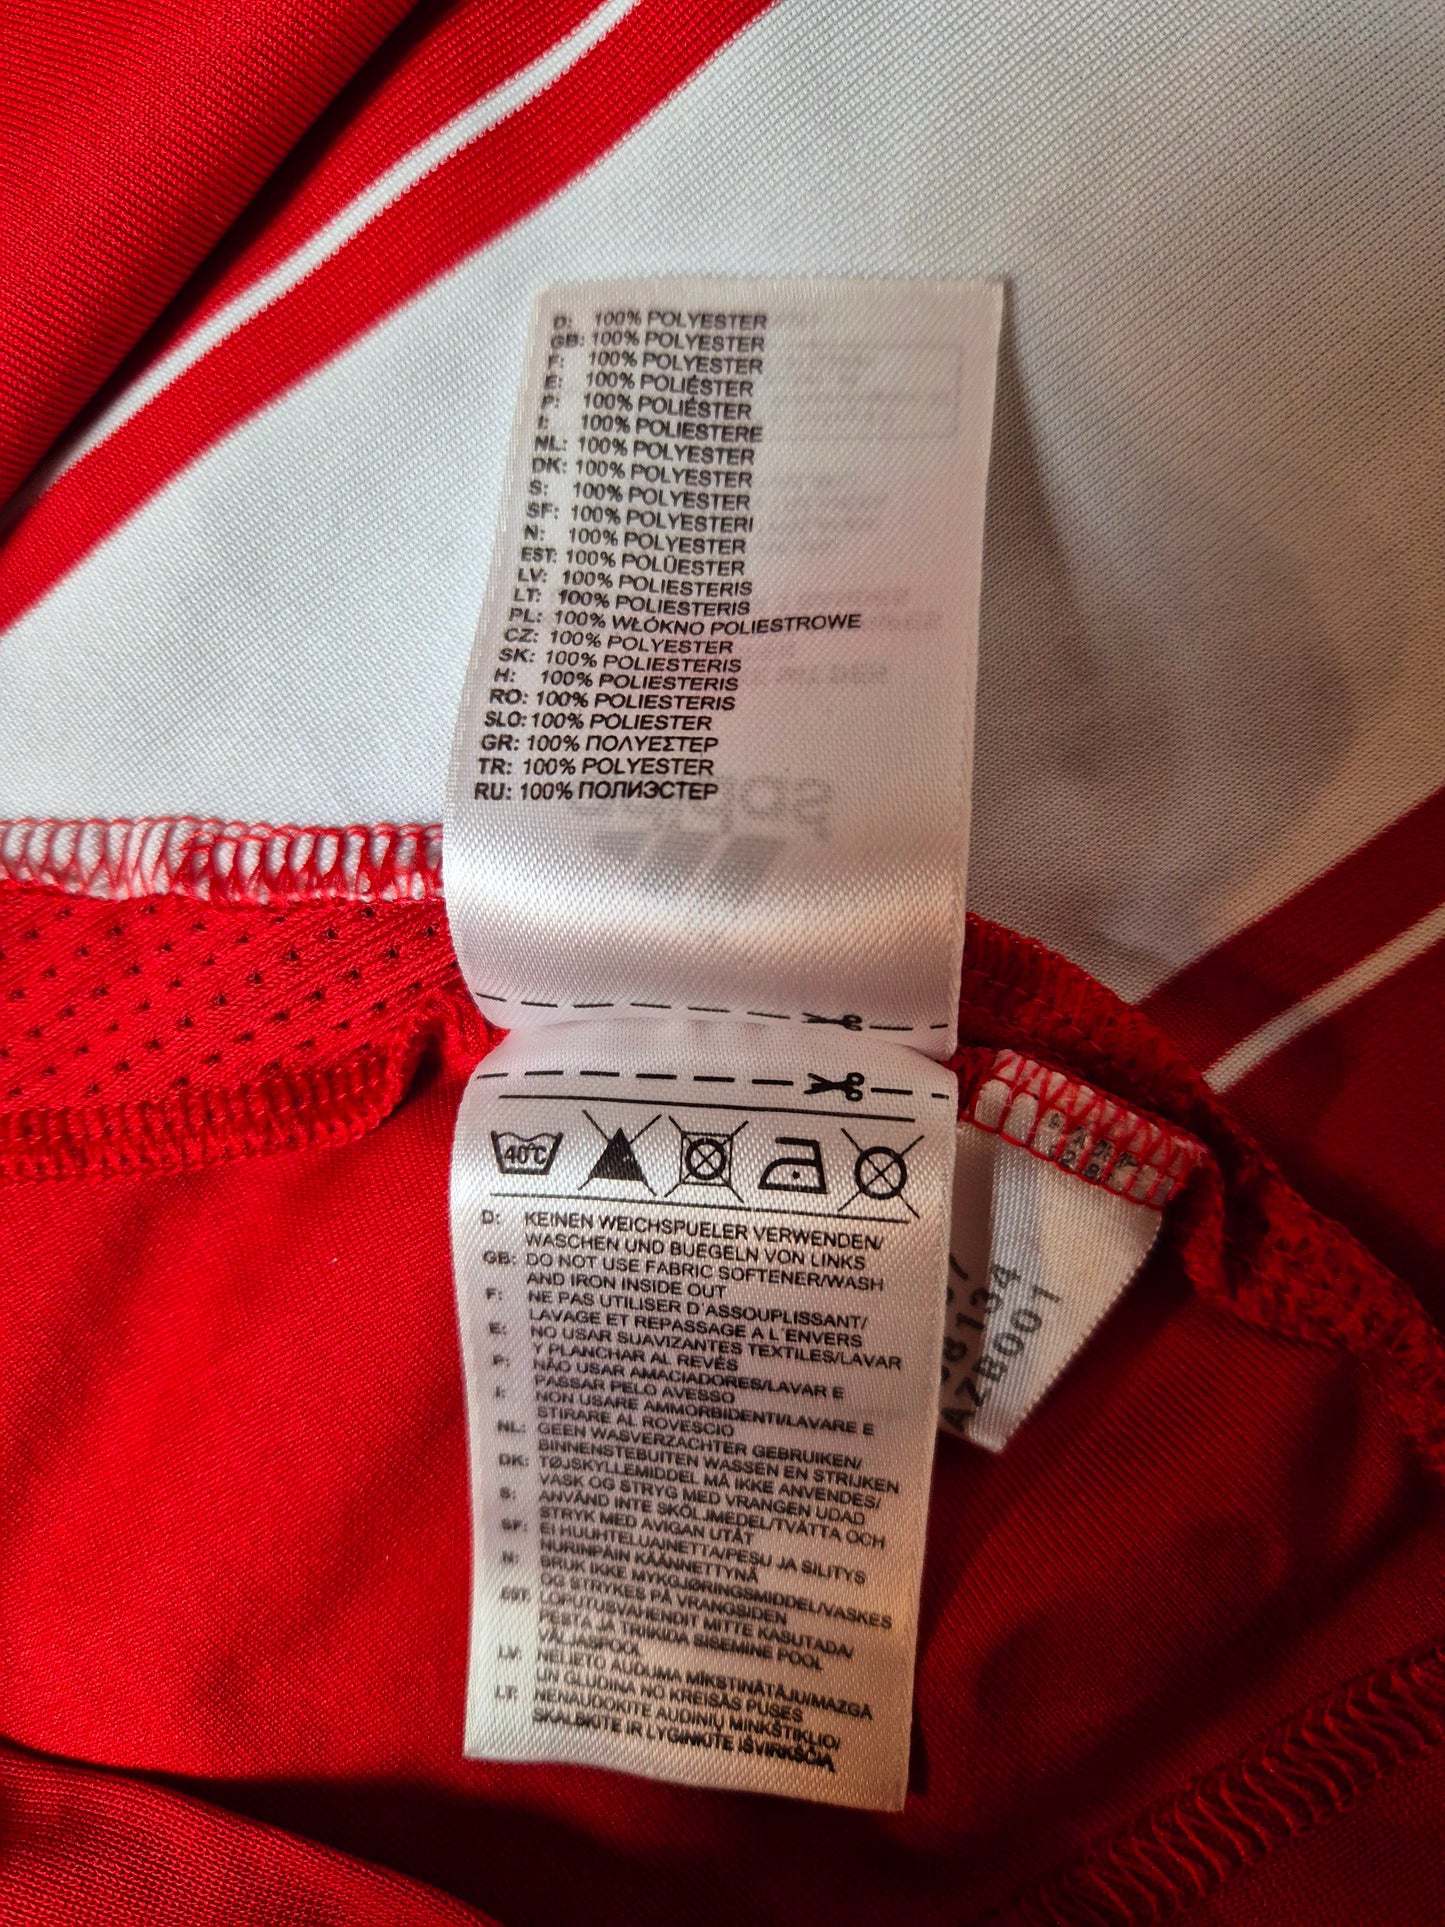 D: 100% POLYESTER
GB: 100% POLYESTER
F: 100% POLYESTER
E: 100% POLIÉSTER
P: 100% POLIÉSTER
I: 100% POLIESTERE
NL: 100% POLYESTER
DK: 100% POLYESTER
S: 100% POLYESTER
SF: 100% POLYESTERI
N: 100% POLYESTER
EST: 100% POLÜESTER
LV: 100% POLIESTERIS
LT: 100% POLIESTERIS
PL: 100% WŁÓKNO POLIESTROWE
CZ: 100% POLYESTER
SK: 100% POLIESTERIS
H: 100% POLIESTERIS
RO: 100% POLIESTERIS
SLO: 100% POLIESTER
GR: 100% ΠΟΛΥΕΣΤΕΡ
TR: 100% POLYESTER
RU: 100% ПОЛИЭСТЕР
40°C
D: KEINEN WEICHSPUELER VERWENDEN/
WASCHEN UND BUEGELN VON LINKS
GB: DO NOT USE FABRIC SOFTENER/WASH
AND IRON INSIDE OUT
F: NE PAS UTILISER D'ASSOUPLISSANT/
LAVAGE ET REPASSAGE A L'ENVERS
E: NO USAR SUAVIZANTES TEXTILES/LAVAR
Y PLANCHAR AL REVÉS
P: NÃO USAR AMACIADORES/LAVAR E
PASSAR PELO AVESSO
I: NON USARE AMMORBIDENTI/LAVARE E
STIRARE AL ROVESCIO
NL: GEEN WASVERZACHTER GEBRUIKEN/
BINNENSTEBUITEN WASSEN EN STRIJKEN
DK: TØJSKYLLEMIDDEL MÅ IKKE ANVENDES/
VASK OG STRYG MED VRANGEN UDAD
S: ANVÄND INTE SKÖLJMEDEL/TVÄTTA OCH
STRYK MED AVIGAN UTÅT
SF: EI HUUHTELUAINETTA/PESU JA SILITYS
NURINPÄIN KÄÄNNETTYNÄ
N: BRUK IKKE MYKGJØRINGSMIDDEL/VASKES
OG STRYKES PÅ VRANGSIDEN
EST: LOPUTUSVAHENDIT MITTE KASUTADA/
PESTA JA TRIIKIDA SISEMINE POOL
VÄLJASPOOL
LV: NELIETO AUDUMA MĪKSTINĀTĀJU/MAZGĀ
UN GLUDINA NO KREISĀS PUSES
LT: NENAUDOKITE AUDINIŲ MINKŠTIKLIO/
SKALBKITE IR LYGINKITE IŠVIRKŠČIĄ
8134
AZB001